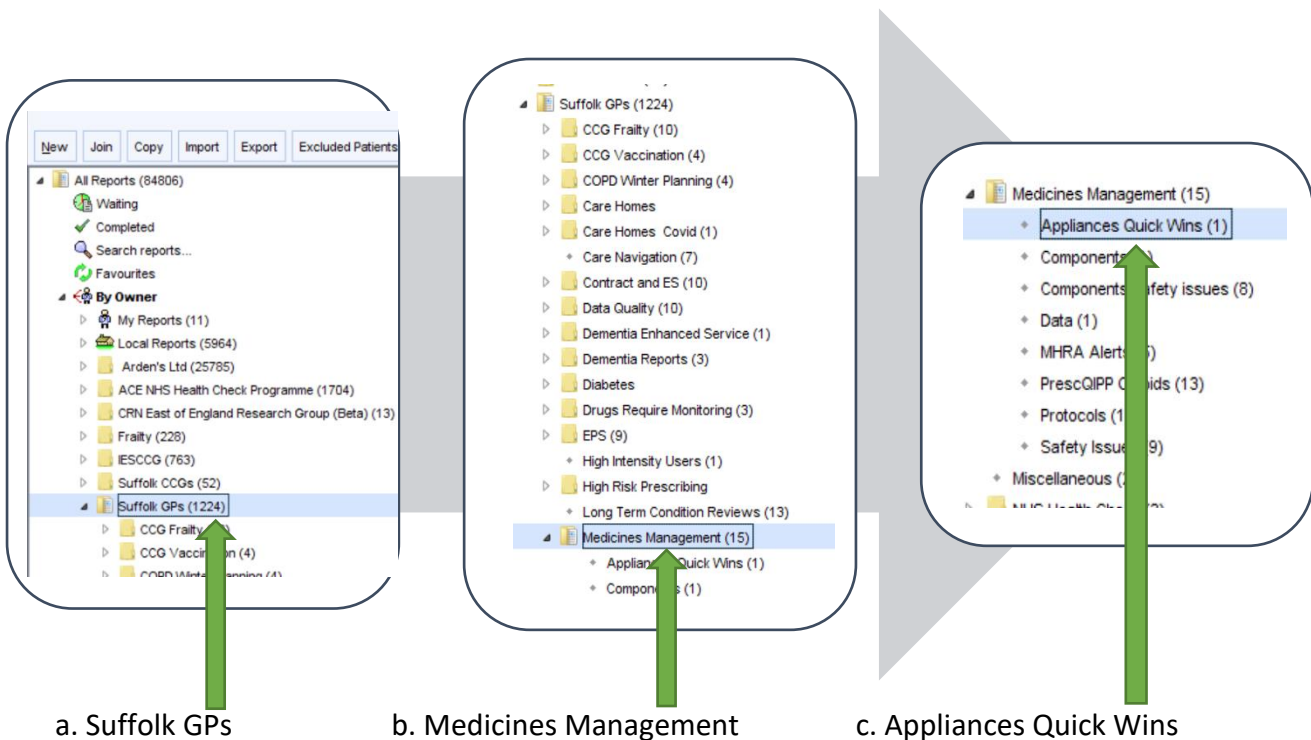 New Join Copy Import Export Excluded Patients
All Reports (84806)
Waiting
Completed
Search reports...
Favourites
By Owner
My Reports (11)
Local Reports (5964)
Arden's Ltd (25785)
ACE NHS Health Check Programme (1704)
CRN East of England Research Group (Beta) (13)
Frailty (228)
IESCCG (763)
Suffolk CCGs (52)
Suffolk GPs (1224)
CCG
CCG (4)
COPD
a. Suffolk GPs
Suffolk GPs (1224)
CCG Frailty (10)
CCG Vaccination (4)
COPD Winter Planning (4)
Care Homes
Care Homes Covid (1)
Care Navigation (7)
Contract and ES (10)
Data Quality (10)
Dementia Enhanced Service (1)
Dementia Reports (3)
Diabetes
Drugs Require Monitoring (3)
EPS (9)
High Intensity Users (1)
High Risk Prescribing
Long Term Condition Reviews (13)
Medicines Management (15)
Quick Wins (1)
(1)
b. Medicines Management
Medicines Management (15)
Appliances Quick Wins (1)
Components
Components issues (8)
Data (1)
MHRA Alerts
PrescQIPP (13)
Protocols
Safety
Miscellaneous
c. Appliances Quick Wins